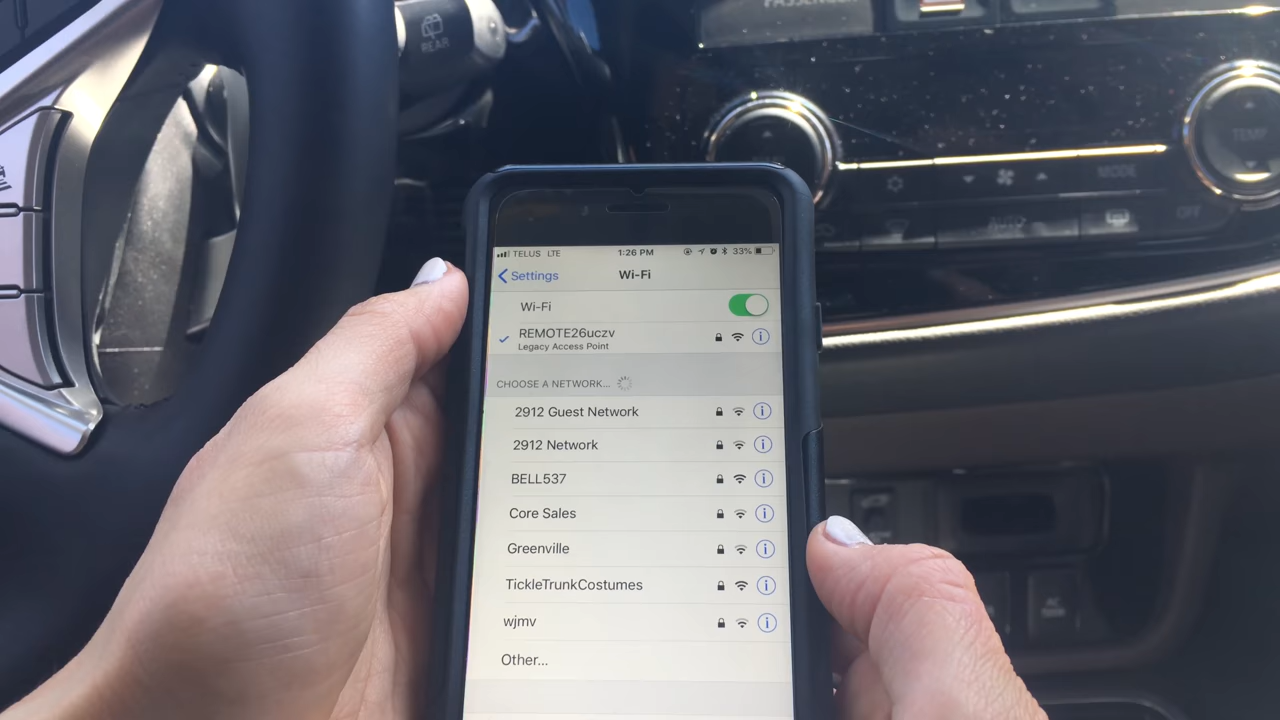 PASSENGER
REAR
TEMP
MODE
AUTO
OFF
TELUS LTE 1:26 PM 33%
Settings Wi-Fi
Wi-Fi
REMOTE26uczv
Legacy Access Point
CHOOSE A NETWORK...
2912 Guest Network
2912 Network
BELL537
Core Sales
Greenville
TickleTrunkCostumes
wjmv
Other...
AC